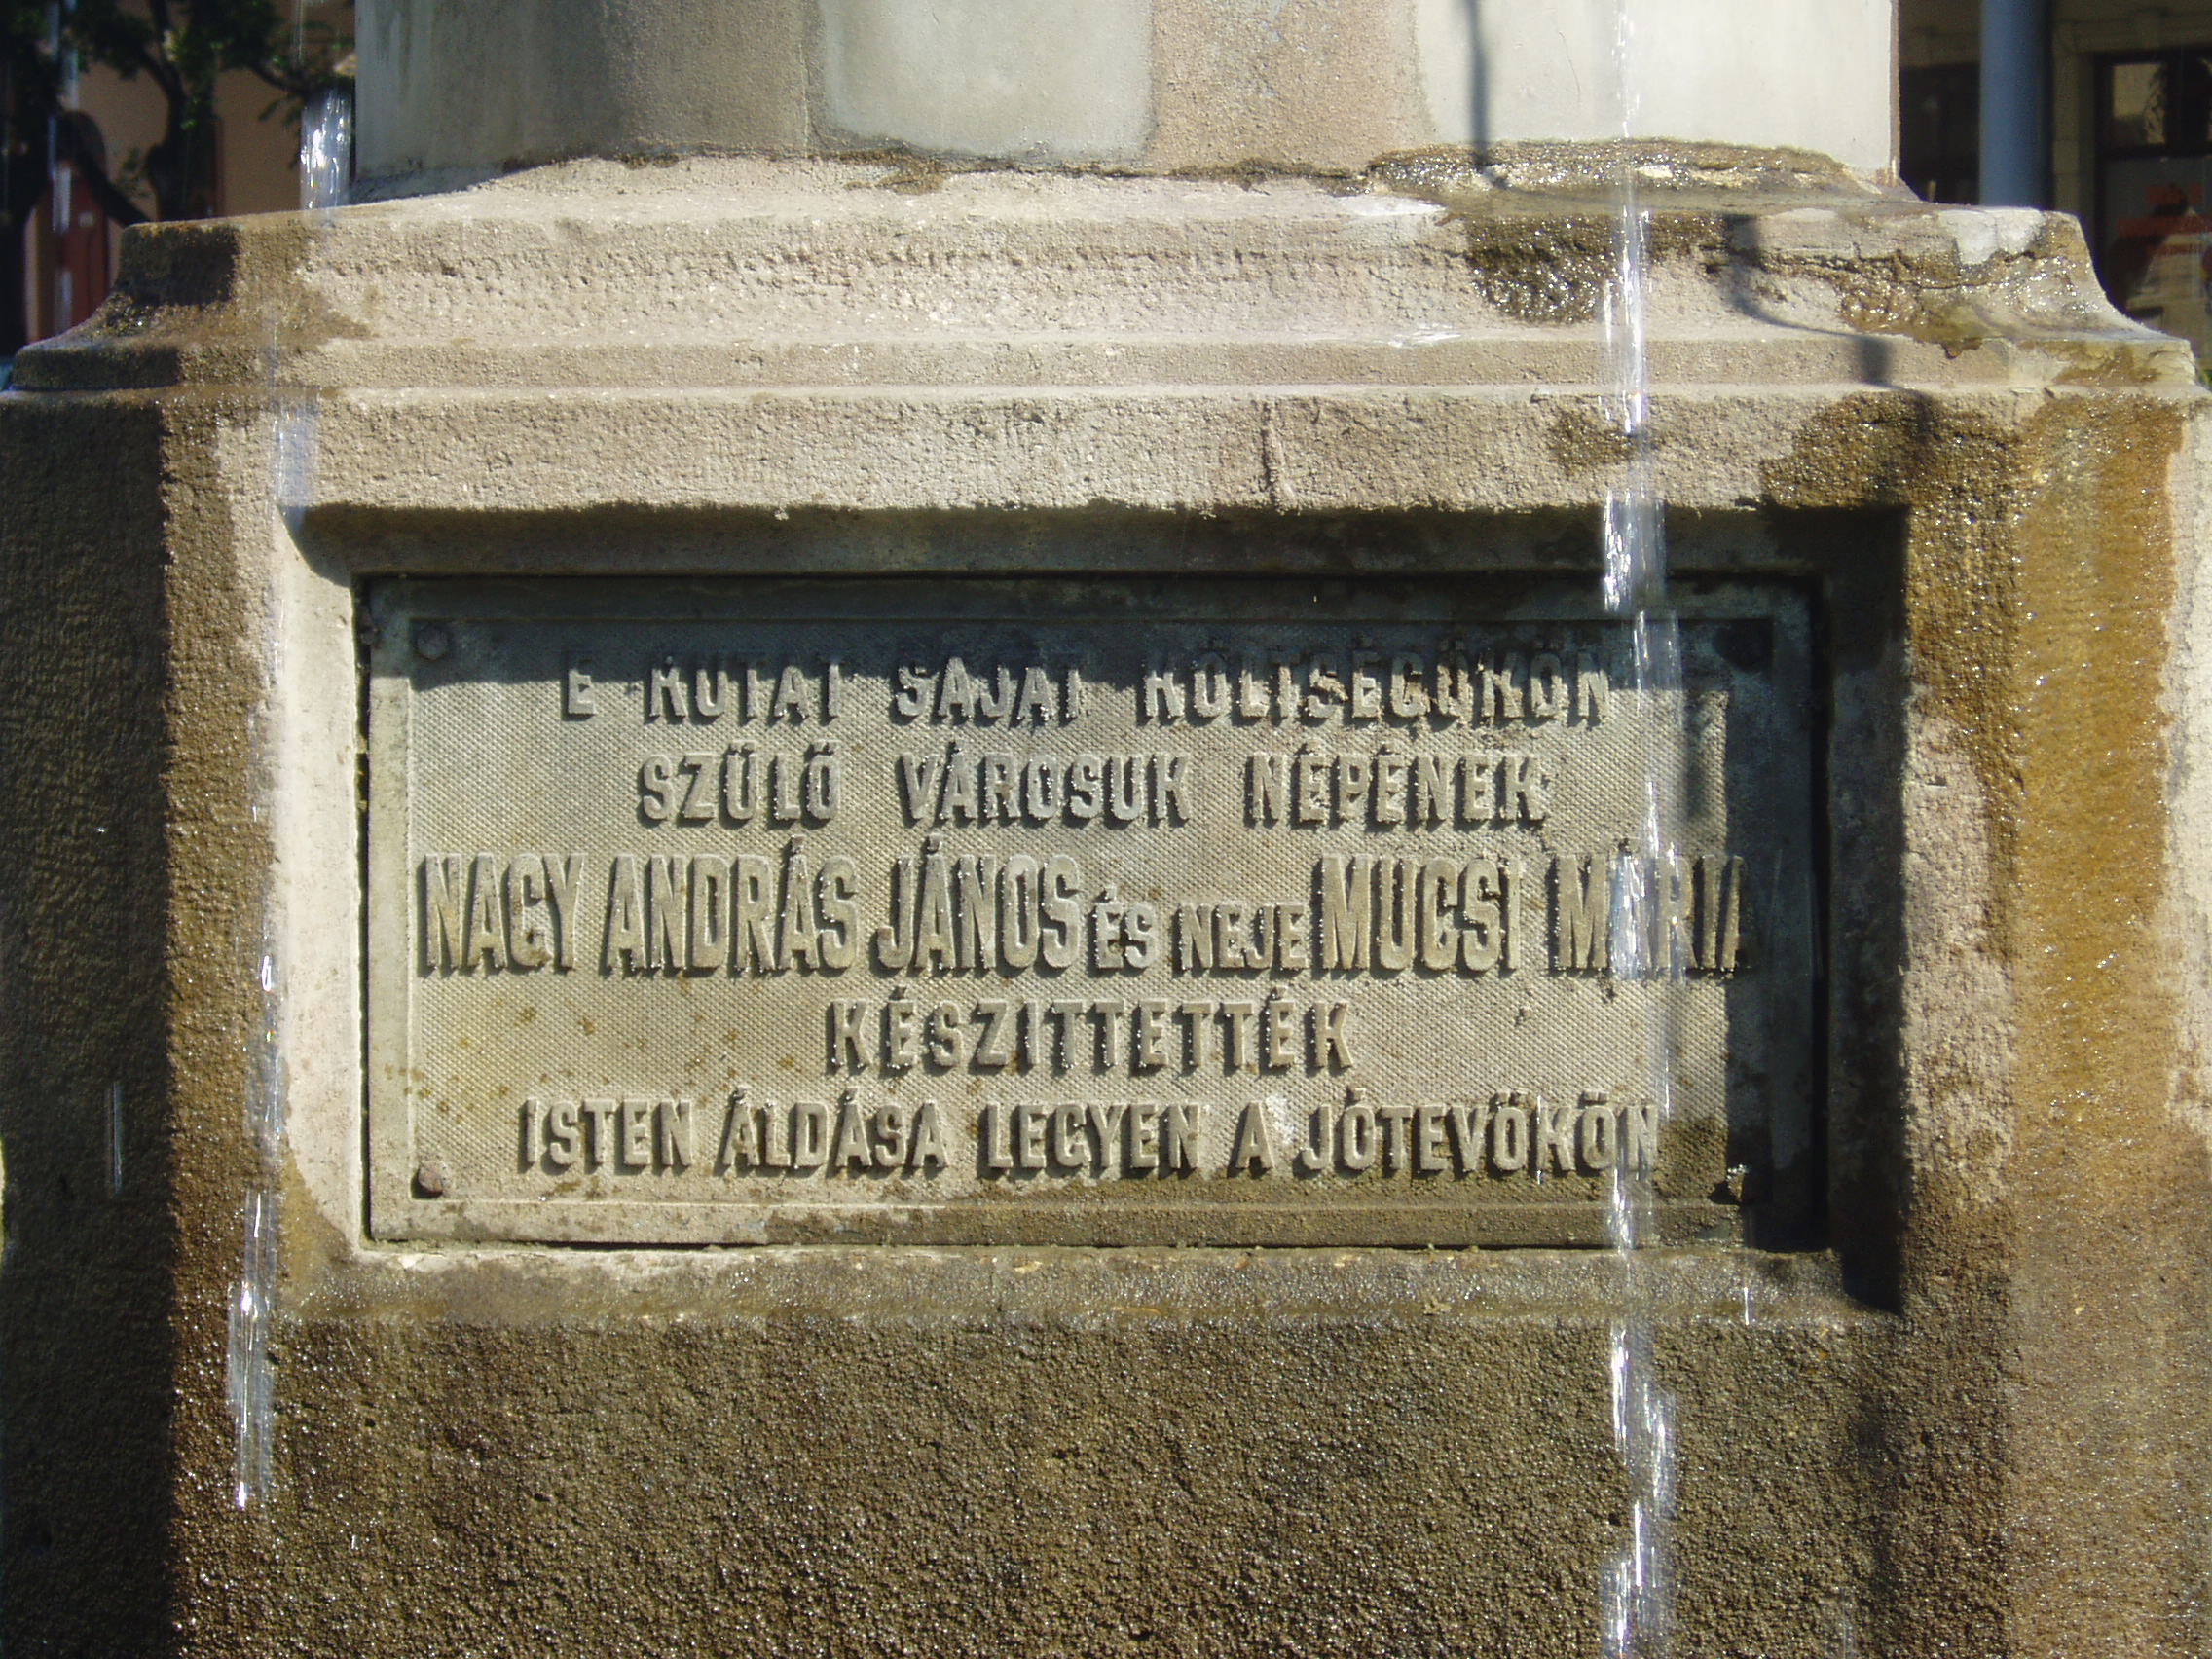 E KUTAT SAJÁT KÖLTSÉGÜKÖN
SZÜLŐ VÁROSUK NÉPÉNEK
NAGY ANDRÁS JÁNOS ÉS NEJE MUCSI MÁRIA
KÉSZITTETTÉK
ISTEN ÁLDÁSA LEGYEN A JÓTEVŐKÖN